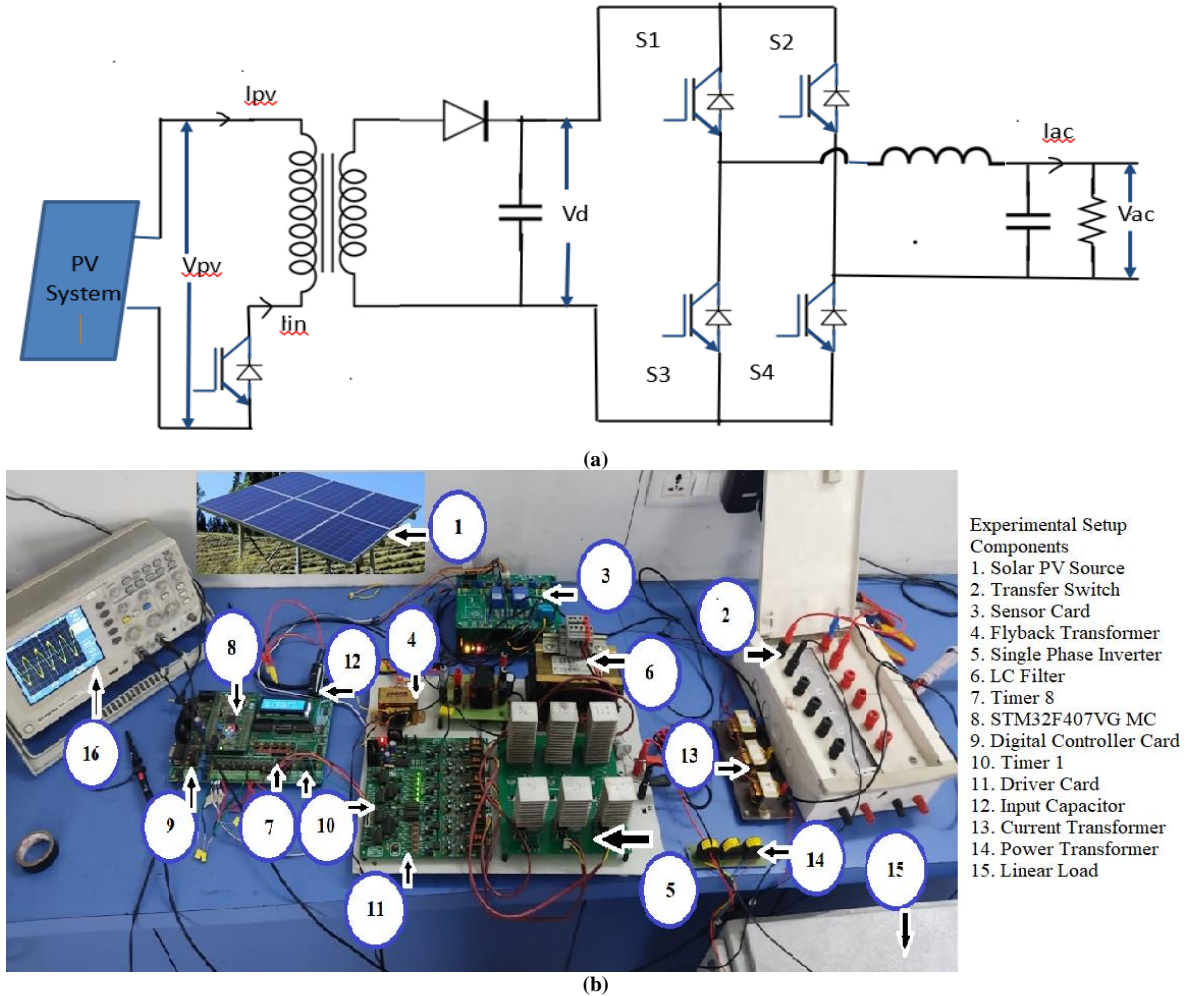 S1
S2
Ipv
Iac
Vd
Vac
PV
System
Vpv
Iin
S3
S4
(a)
1
3
2
8
12
4
6
16
13
9
7
10
14
15
5
11
Experimental Setup
Components
1. Solar PV Source
2. Transfer Switch
3. Sensor Card
4. Flyback Transformer
5. Single Phase Inverter
6. LC Filter
7. Timer 8
8. STM32F407VG MC
9. Digital Controller Card
10. Timer 1
11. Driver Card
12. Input Capacitor
13. Current Transformer
14. Power Transformer
15. Linear Load
(b)